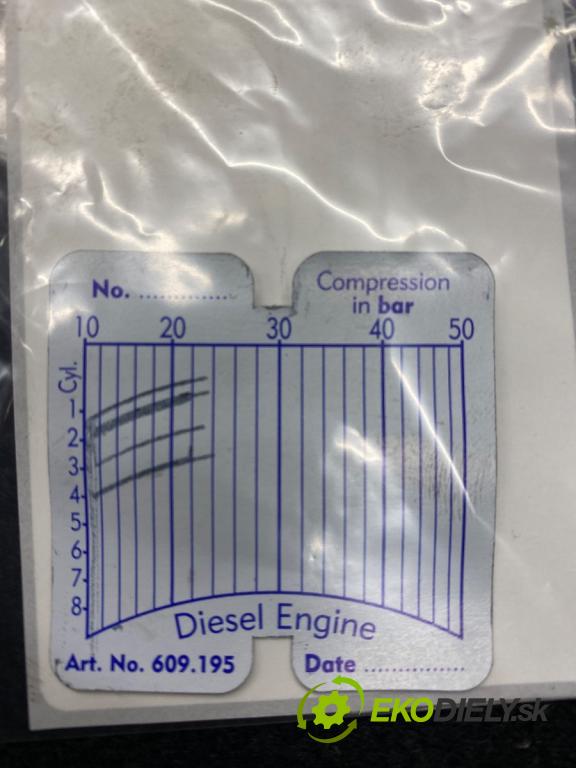 No. ................
Compression
in bar
10 20 30 40 50
Cyl.
1
2
3
4
5
6
7
8
Diesel Engine
Art. No. 609.195
Date ................
EKODIELY.sk